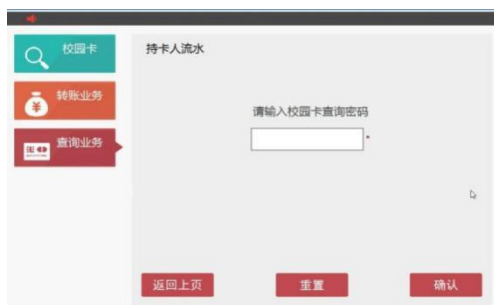 校园卡
转账业务
查询业务
持卡人流水
请输入校园卡查询密码
*
返回上页
重置
确认